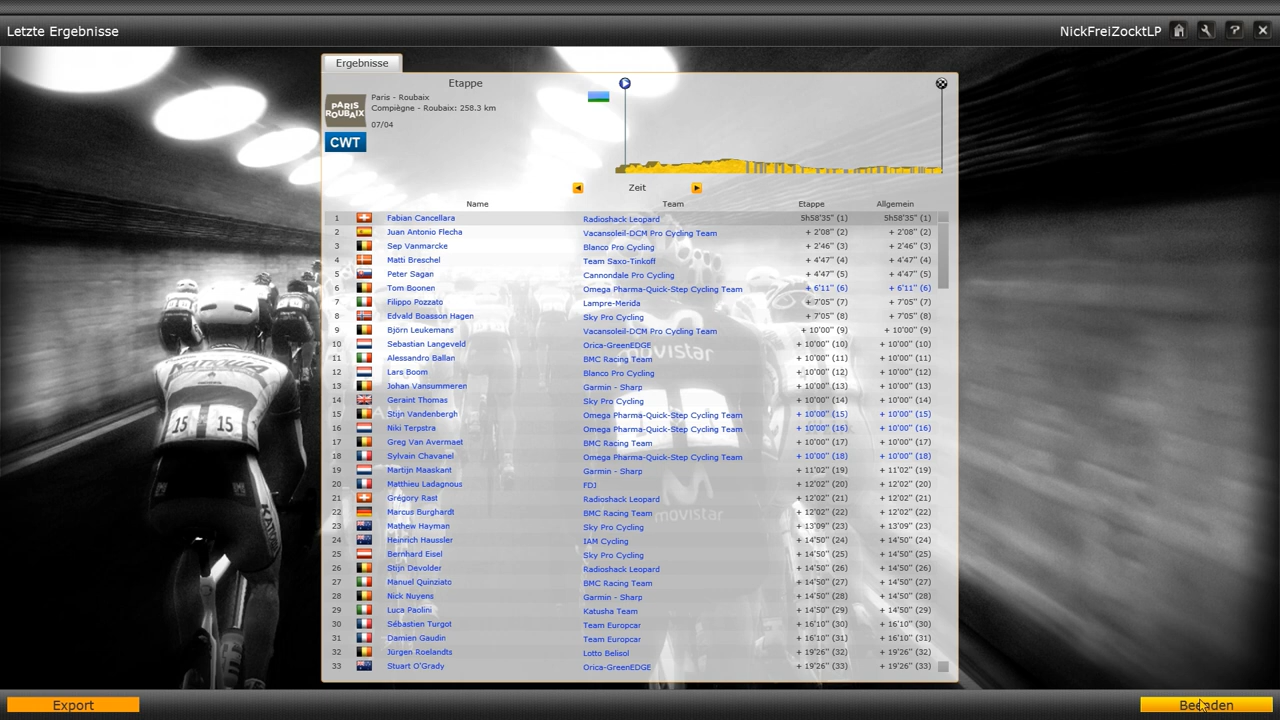 Letzte Ergebnisse
NickFreiZocktLP
Ergebnisse
Etappe
Paris - Roubaix
Compiègne - Roubaix: 258.3 km
07/04
PARIS
ROUBAIX
CWT
Zeit
Name Team Etappe Allgemein
1 Fabian Cancellara Radioshack Leopard 5h58'35" (1) 5h58'35" (1)
2 Juan Antonio Flecha Vacansoleil-DCM Pro Cycling Team + 2'08" (2) + 2'08" (2)
3 Sep Vanmarcke Blanco Pro Cycling + 2'46" (3) + 2'46" (3)
4 Matti Breschel Team Saxo-Tinkoff + 4'47" (4) + 4'47" (4)
5 Peter Sagan Cannondale Pro Cycling + 4'47" (5) + 4'47" (5)
6 Tom Boonen Omega Pharma-Quick-Step Cycling Team + 6'11" (6) + 6'11" (6)
7 Filippo Pozzato Lampre-Merida + 7'05" (7) + 7'05" (7)
8 Edvald Boasson Hagen Sky Pro Cycling + 7'05" (8) + 7'05" (8)
9 Björn Leukemans Vacansoleil-DCM Pro Cycling Team + 10'00" (9) + 10'00" (9)
10 Sebastian Langeveld Orica-GreenEDGE + 10'00" (10) + 10'00" (10)
11 Alessandro Ballan BMC Racing Team + 10'00" (11) + 10'00" (11)
12 Lars Boom Blanco Pro Cycling + 10'00" (12) + 10'00" (12)
13 Johan Vansummeren Garmin - Sharp + 10'00" (13) + 10'00" (13)
14 Geraint Thomas Sky Pro Cycling + 10'00" (14) + 10'00" (14)
15 Stijn Vandenbergh Omega Pharma-Quick-Step Cycling Team + 10'00" (15) + 10'00" (15)
16 Niki Terpstra Omega Pharma-Quick-Step Cycling Team + 10'00" (16) + 10'00" (16)
17 Greg Van Avermaet BMC Racing Team + 10'00" (17) + 10'00" (17)
18 Sylvain Chavanel Omega Pharma-Quick-Step Cycling Team + 10'00" (18) + 10'00" (18)
19 Martijn Maaskant Garmin - Sharp + 11'02" (19) + 11'02" (19)
20 Matthieu Ladagnous FDJ + 12'02" (20) + 12'02" (20)
21 Grégory Rast Radioshack Leopard + 12'02" (21) + 12'02" (21)
22 Marcus Burghardt BMC Racing Team + 12'02" (22) + 12'02" (22)
23 Mathew Hayman Sky Pro Cycling + 13'09" (23) + 13'09" (23)
24 Heinrich Haussler IAM Cycling + 14'50" (24) + 14'50" (24)
25 Bernhard Eisel Sky Pro Cycling + 14'50" (25) + 14'50" (25)
26 Stijn Devolder Radioshack Leopard + 14'50" (26) + 14'50" (26)
27 Manuel Quinziato BMC Racing Team + 14'50" (27) + 14'50" (27)
28 Nick Nuyens Garmin - Sharp + 14'50" (28) + 14'50" (28)
29 Luca Paolini Katusha Team + 14'50" (29) + 14'50" (29)
30 Sébastien Turgot Team Europcar + 16'10" (30) + 16'10" (30)
31 Damien Gaudin Team Europcar + 16'10" (31) + 16'10" (31)
32 Jürgen Roelandts Lotto Belisol + 19'26" (32) + 19'26" (32)
33 Stuart O'Grady Orica-GreenEDGE + 19'26" (33) + 19'26" (33)
movistar
movistar
KATUSHA
15 15
Export
Beenden